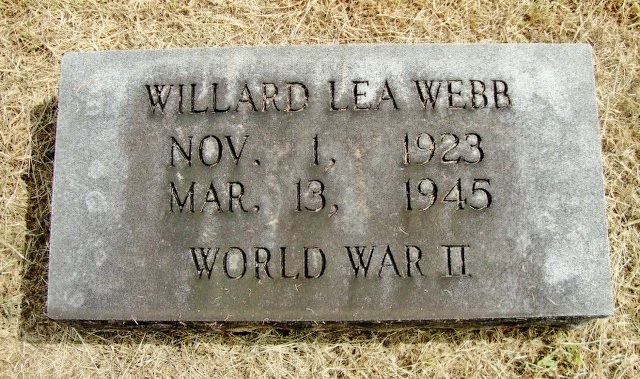 WILLARD LEA WEBB
NOV. 1, 1923
MAR. 13, 1945
WORLD WAR II